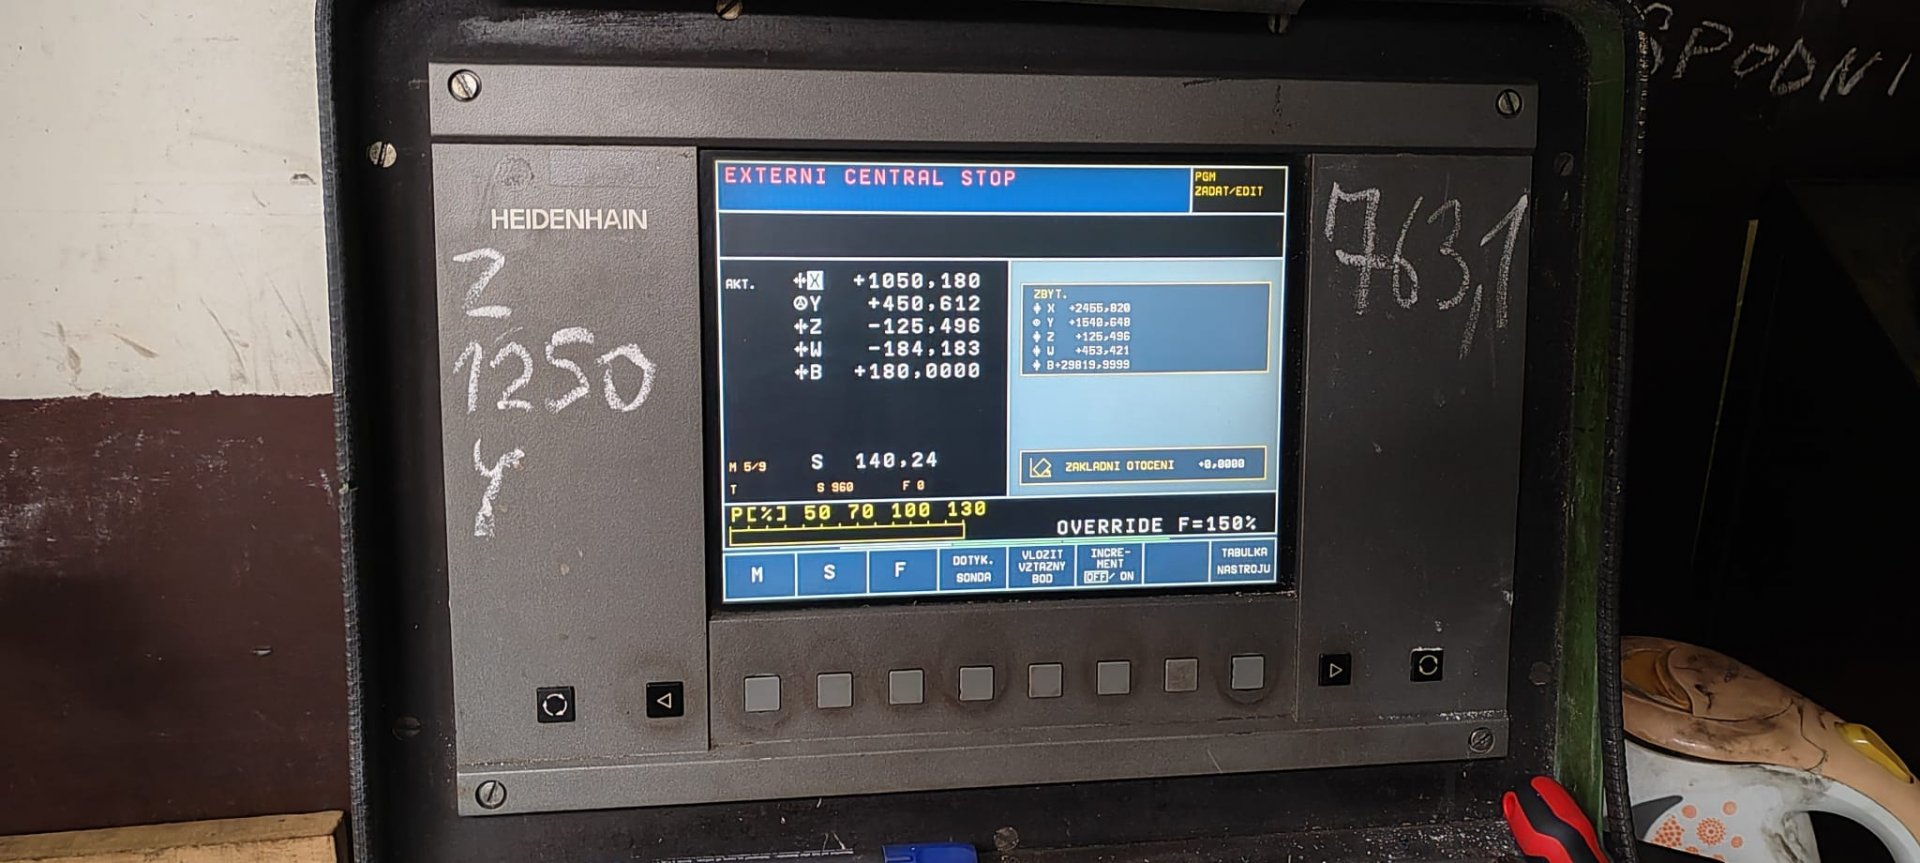 SPODNI
HEIDENHAIN
Z
1250
Y
763,1
EXTERNI CENTRAL STOP
PGM
ZADAT/EDIT
AKT.
X +1050,180
Y +450,612
Z -125,496
W -184,183
B +180,0000
S 140,24
M 5/9
T S 960 F 0
ZBYT.
X +2455,820
Y +1540,648
Z +125,496
W +453,421
B+29819,9999
ZAKLADNI OTOCENI +0,0000
P[%] 50 70 100 130
OVERRIDE F=150%
M
S
F
DOTYK.
SONDA
VLOZIT
VZTAZNY
BOD
INCRE-
MENT
OFF/ ON
TABULKA
NASTROJU